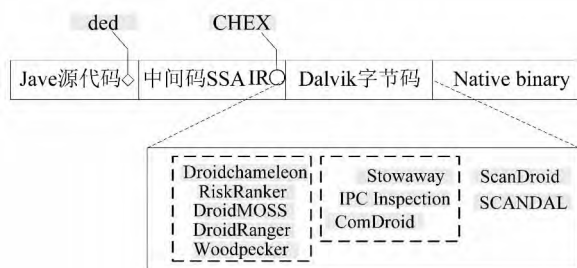 ded CHEX
Jave源代码 中间码SSA IR Dalvik字节码 Native binary
Droidchameleon
RiskRanker
DroidMOSS
DroidRanger
Woodpecker
Stowaway
IPC Inspection
ComDroid
ScanDroid
SCANDAL